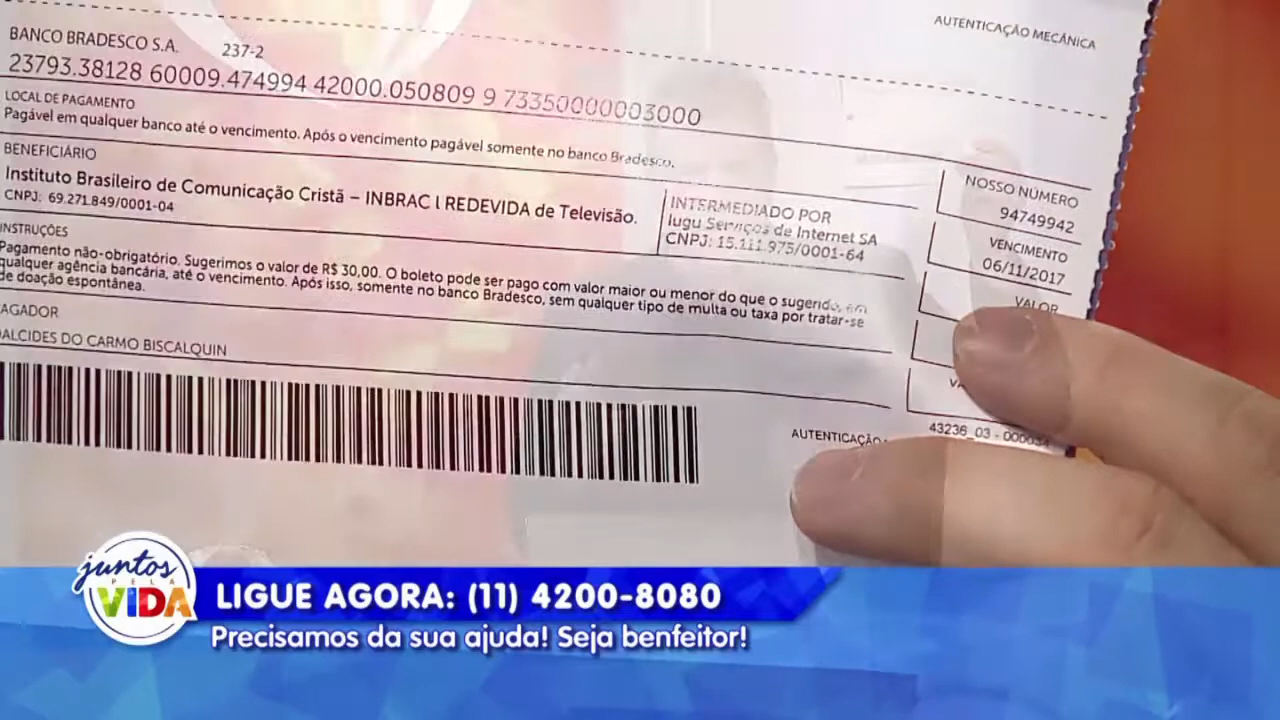 AUTENTICAÇÃO MECÂNICA
BANCO BRADESCO S.A. 237-2
23793.38128 60009.474994 42000.050809 9 73350000003000
LOCAL DE PAGAMENTO
Pagável em qualquer banco até o vencimento. Após o vencimento pagável somente no banco Bradesco.
BENEFICIÁRIO
Instituto Brasileiro de Comunicação Cristã – INBRAC l REDEVIDA de Televisão.
CNPJ: 69.271.849/0001-04
INTERMEDIADO POR
Iugu Serviços de Internet SA
CNPJ: 15.111.975/0001-64
NOSSO NÚMERO
94749942
VENCIMENTO
06/11/2017
VALOR
INSTRUÇÕES
Pagamento não-obrigatório. Sugerimos o valor de R$ 30,00. O boleto pode ser pago com valor maior ou menor do que o sugerido, em
qualquer agência bancária, até o vencimento. Após isso, somente no banco Bradesco, sem qualquer tipo de multa ou taxa por tratar-se
de doação espontânea.
AGADOR
DALCIDES DO CARMO BISCALQUIN
AUTENTICAÇÃO
43236_03 -
juntos
PELA
VIDA
LIGUE AGORA: (11) 4200-8080
Precisamos da sua ajuda! Seja benfeitor!